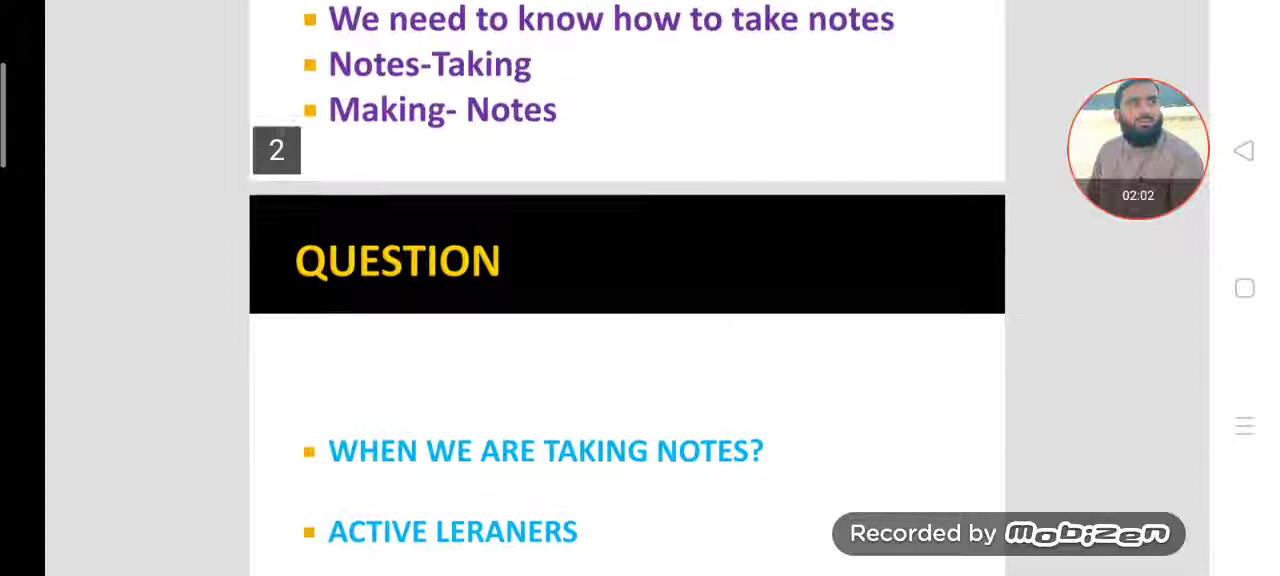 We need to know how to take notes
Notes-Taking
Making- Notes
2
02:02
QUESTION
WHEN WE ARE TAKING NOTES?
ACTIVE LERANERS
Recorded by mobizen